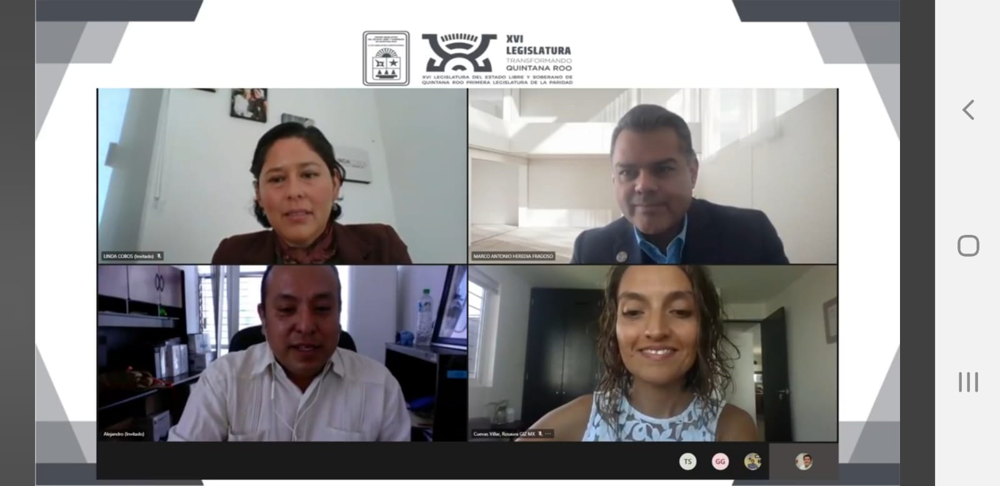 XVI
LEGISLATURA
TRANSFORMANDO
QUINTANA ROO
XVI LEGISLATURA DEL ESTADO LIBRE Y SOBERANO DE
QUINTANA ROO PRIMERA LEGISLATURA DE LA PARIDAD
LINDA COBOS (Invitado)
MARCO ANTONIO HEREDIA FRAGOSO
Alejandro (Invitado)
Cuevas Villar, Rosaura GIZ MX
TS
GG